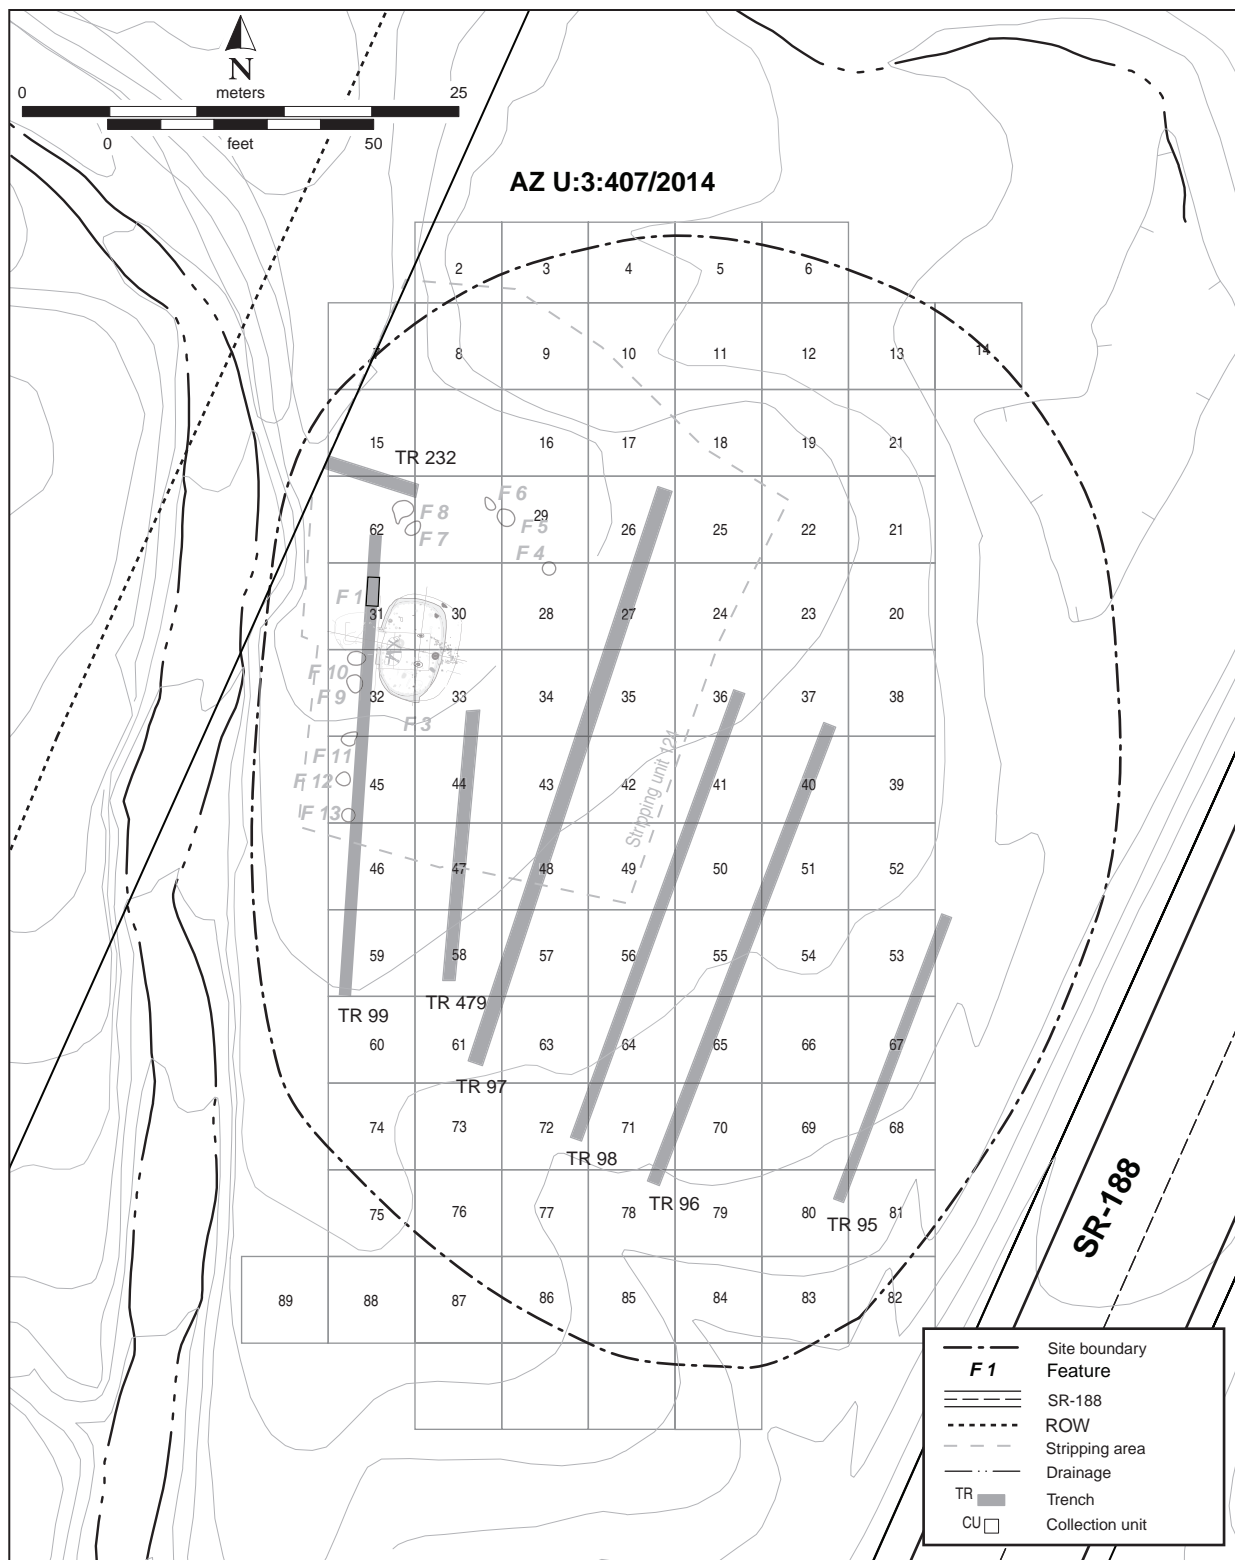 N
meters
0 25
feet
0 50
AZ U:3:407/2014
2 3 4 5 6
7 8 9 10 11 12 13 14
15 16 17 18 19 21
TR 232
F 6
F 8 29 F 5
62 F 7 26 25 22 21
F 4
F 1
31 30 28 27 24 23 20
F 10
F 9 32 33 34 35 36 37 38
F 3
Stripping unit 121
F 11
F 12 45 44 43 42 41 40 39
F 13
46 47 48 49 50 51 52
59 58 57 56 55 54 53
TR 99 TR 479
60 61 63 64 65 66 67
TR 97
74 73 72 71 70 69 68
TR 98
75 76 77 78 79 80 81
TR 96 TR 95
89 88 87 86 85 84 83 82
SR-188
Site boundary
F 1 Feature
SR-188
ROW
Stripping area
Drainage
TR Trench
CU Collection unit